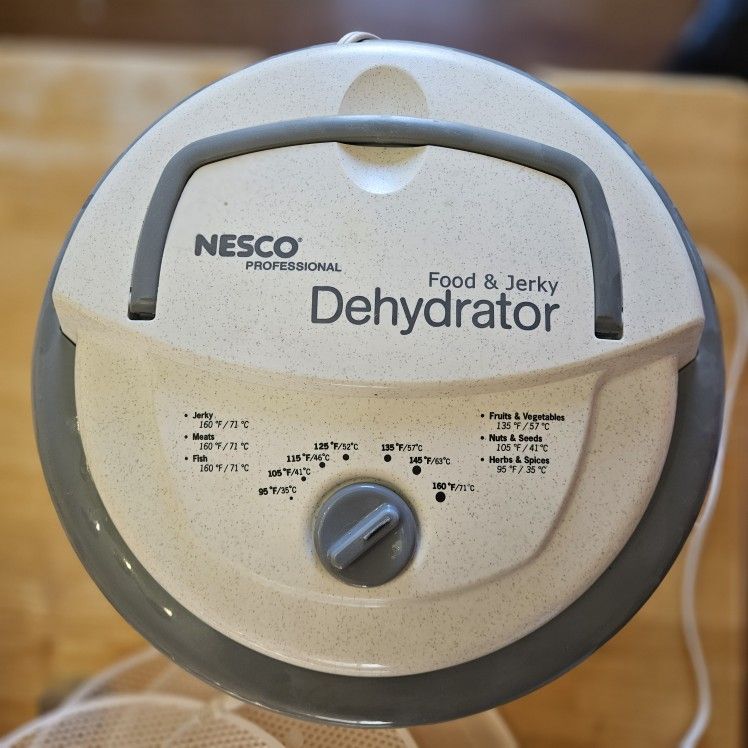 NESCO®
PROFESSIONAL
Food & Jerky
Dehydrator
• Jerky
160 °F / 71 °C
• Meats
160 °F / 71 °C
• Fish
160 °F / 71 °C
95 °F/35°C
105 °F/41°C
115 °F/46°C
125 °F/52°C
135 °F/57°C
145 °F/63°C
160 °F/71°C
• Fruits & Vegetables
135 °F / 57 °C
• Nuts & Seeds
105 °F / 41°C
• Herbs & Spices
95 °F / 35 °C